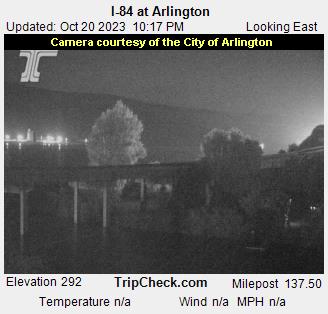 I-84 at Arlington
Updated: Oct 20 2023 10:17 PM Looking East
Camera courtesy of the City of Arlington
Elevation 292 TripCheck.com Milepost 137.50
Temperature n/a Wind n/a MPH n/a